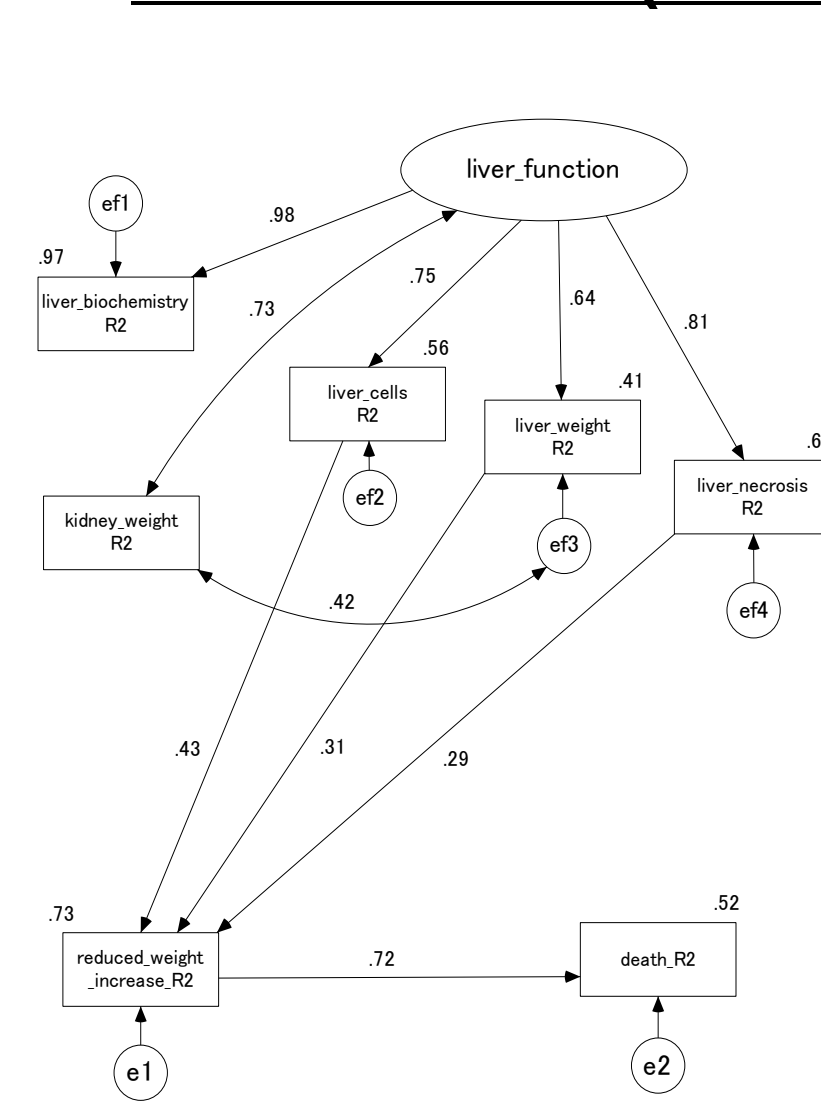 liver_function
ef1
.98
.97
.75
liver_biochemistry
R2
.73
.64
.81
.56
.41
liver_cells
R2
liver_weight
R2
liver_necrosis
R2
ef2
kidney_weight
R2
ef3
.42
ef4
.43
.31
.29
.73
.52
reduced_weight
_increase_R2
.72
death_R2
e1
e2